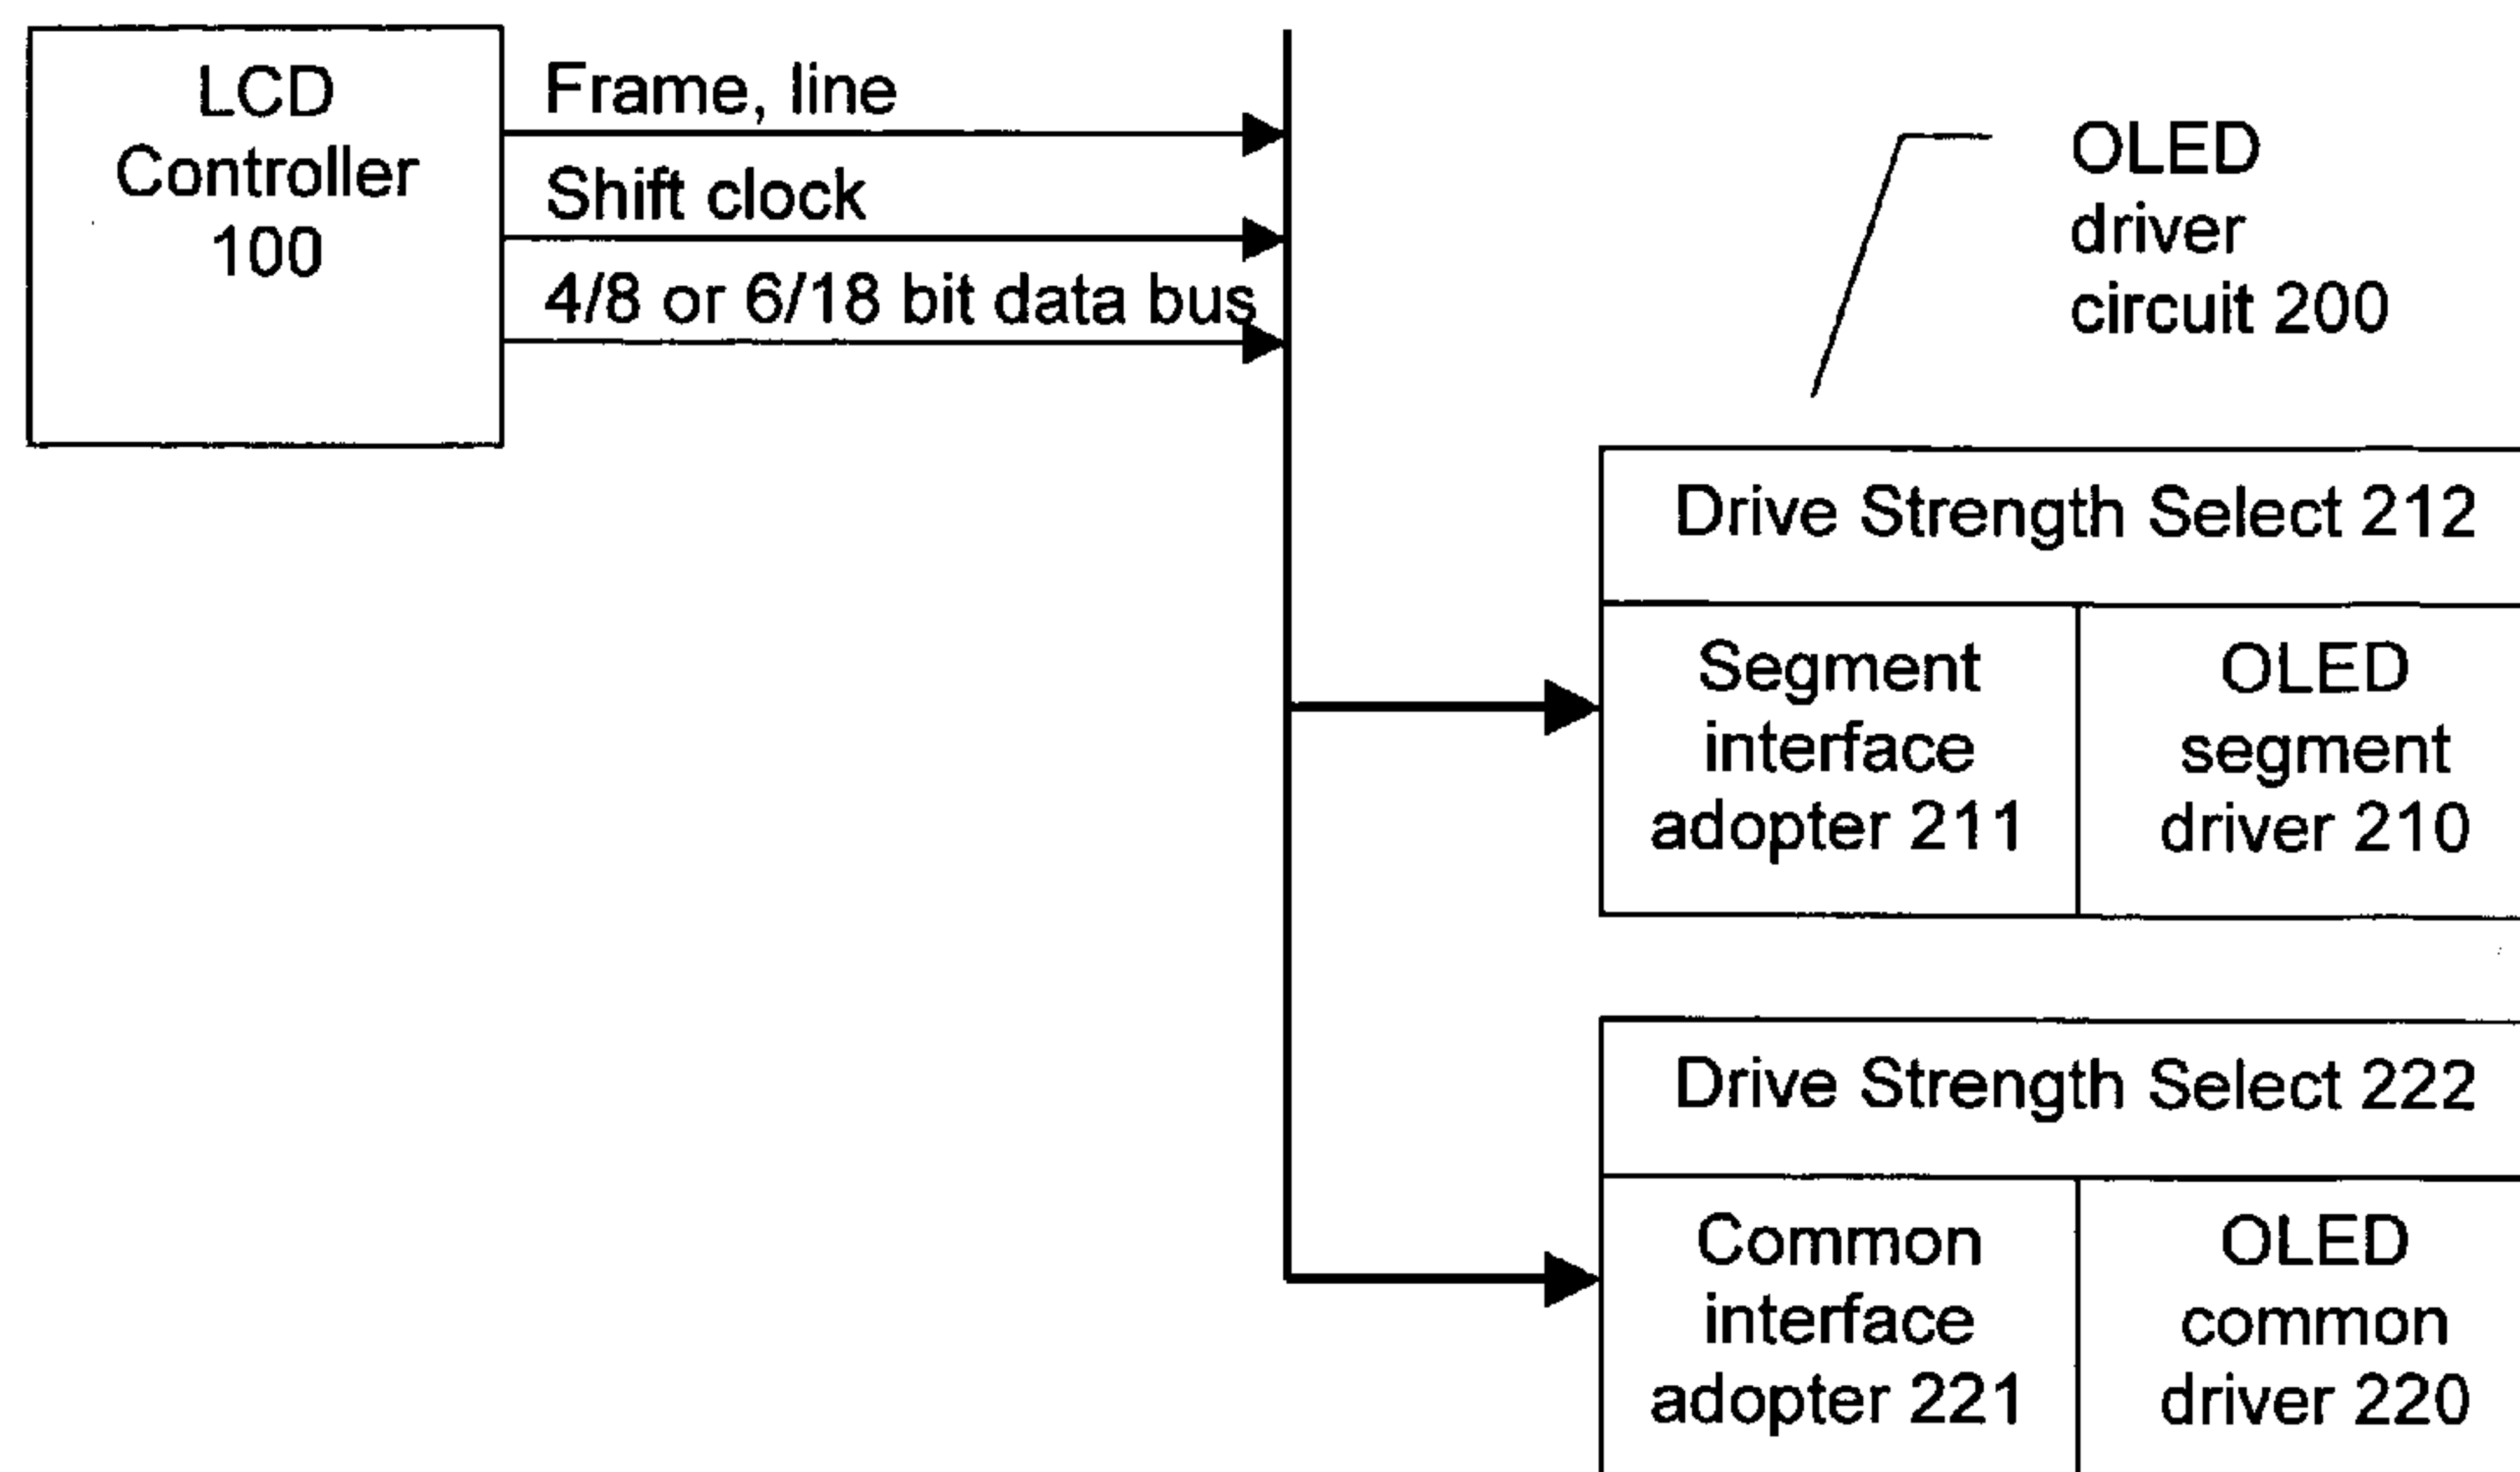 LCD
Controller
100
Frame, line
Shift clock
4/8 or 6/18 bit data bus
OLED
driver
circuit 200
Drive Strength Select 212
Segment
interface
adopter 211
OLED
segment
driver 210
Drive Strength Select 222
Common
interface
adopter 221
OLED
common
driver 220